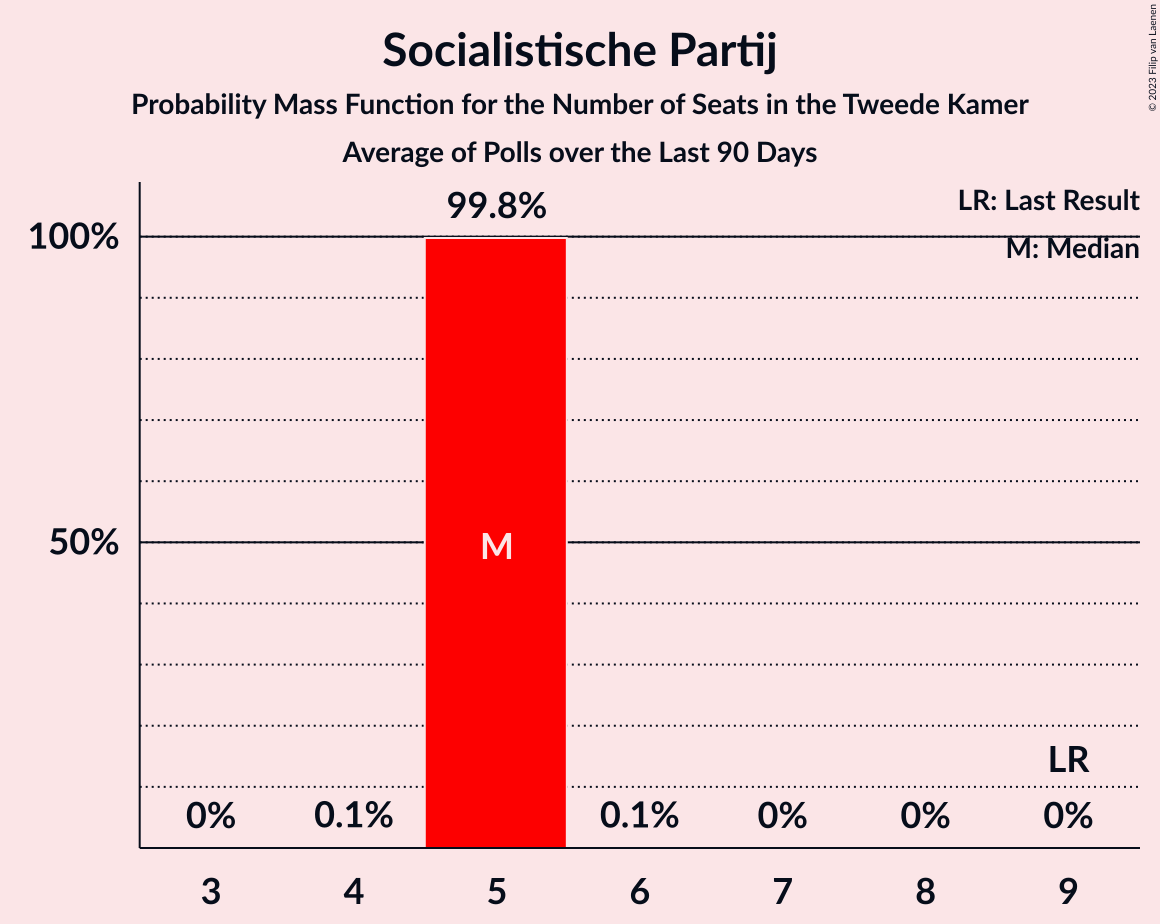 Socialistische Partij
Probability Mass Function for the Number of Seats in the Tweede Kamer
Average of Polls over the Last 90 Days
© 2023 Filip van Laenen
LR: Last Result
M: Median
99.8%
100%
50%
M
LR
0%
0.1%
0.1%
0%
0%
0%
3
4
5
6
7
8
9